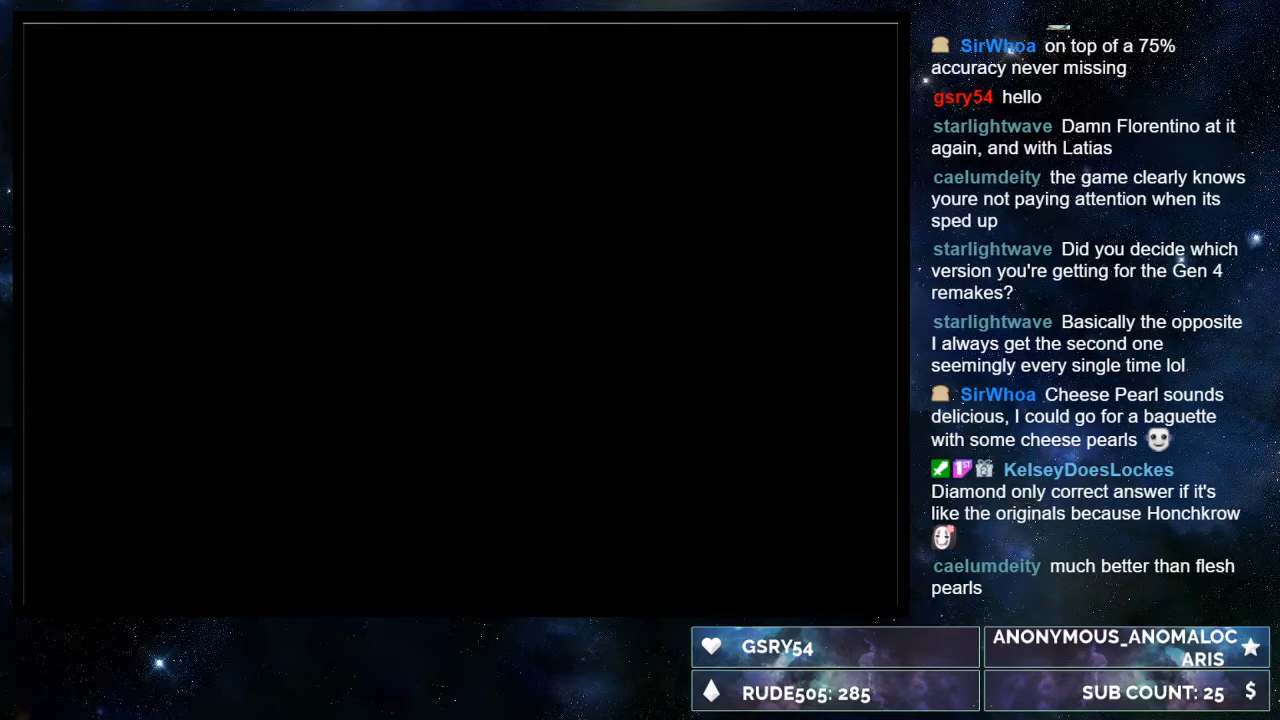 SirWhoa on top of a 75%
accuracy never missing
gsry54 hello
starlightwave Damn Florentino at it
again, and with Latias
caelumdeity the game clearly knows
youre not paying attention when its
sped up
starlightwave Did you decide which
version you're getting for the Gen 4
remakes?
starlightwave Basically the opposite
I always get the second one
seemingly every single time lol
SirWhoa Cheese Pearl sounds
delicious, I could go for a baguette
with some cheese pearls
1ST 2 KelseyDoesLockes
Diamond only correct answer if it's
like the originals because Honchkrow
caelumdeity much better than flesh
pearls
GSRY54
ANONYMOUS_ANOMALOC
ARIS
RUDE505: 285
SUB COUNT: 25 $